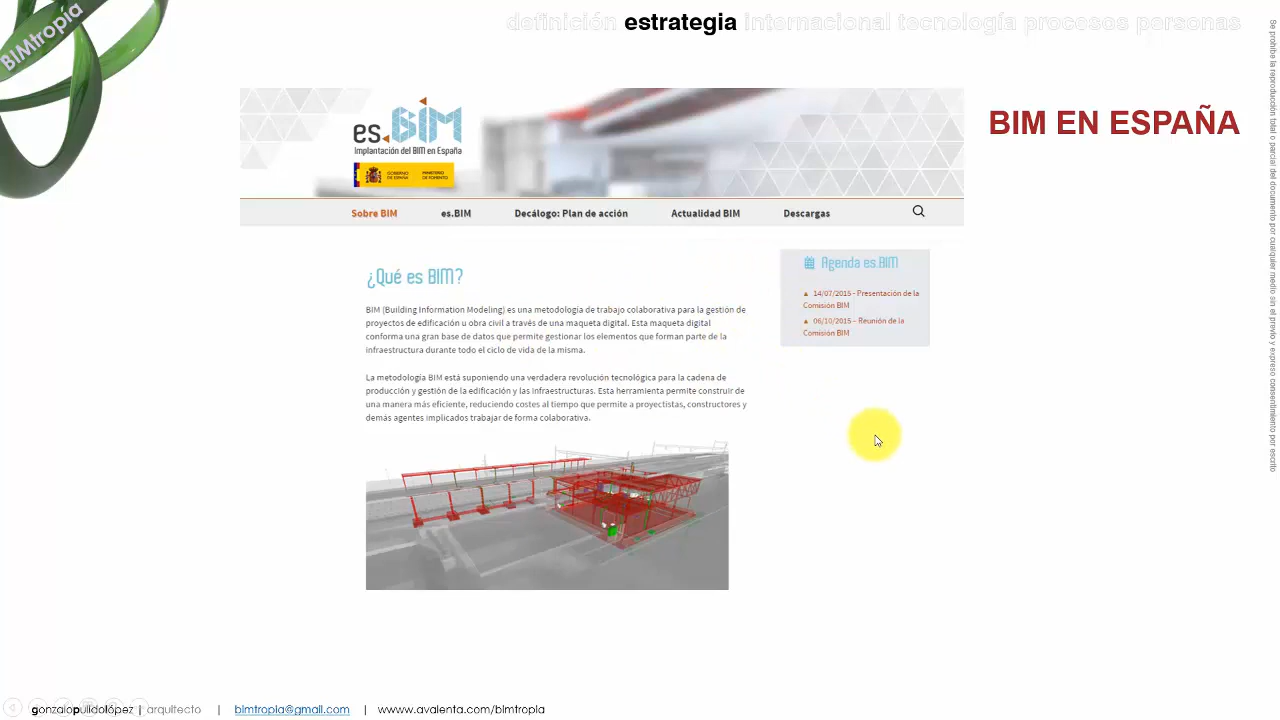 BIMtropía
definición estrategia internacional tecnología procesos personas
BIM EN ESPAÑA
es.BIM
Implantación del BIM en España
GOBIERNO DE ESPAÑA
MINISTERIO DE FOMENTO
Sobre BIM es.BIM Decálogo: Plan de acción Actualidad BIM Descargas
¿Qué es BIM?
BIM (Building Information Modeling) es una metodología de trabajo colaborativa para la gestión de
proyectos de edificación u obra civil a través de una maqueta digital. Esta maqueta digital
conforma una gran base de datos que permite gestionar los elementos que forman parte de la
infraestructura durante todo el ciclo de vida de la misma.
La metodología BIM está suponiendo una verdadera revolución tecnológica para la cadena de
producción y gestión de la edificación y las infraestructuras. Esta herramienta permite construir de
una manera más eficiente, reduciendo costes al tiempo que permite a proyectistas, constructores y
demás agentes implicados trabajar de forma colaborativa.
Agenda es.BIM
14/07/2015 - Presentación de la
Comisión BIM
06/10/2015 - Reunión de la
Comisión BIM
Se prohibe la reproducción total o parcial del documento por cualquier medio sin el previo y expreso consentimiento por escrito
gonzalopulidolópez | arquitecto | bimtropia@gmail.com | wwww.avalenta.com/bimtropia